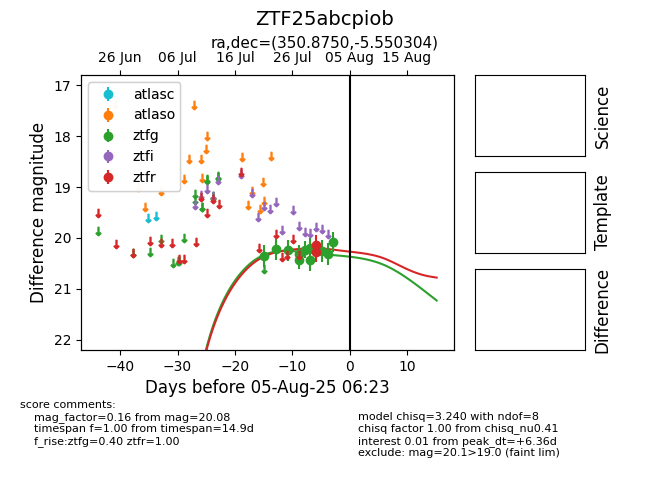 ZTF25abcpiob
ra,dec=(350.8750,-5.550304)
26 Jun 06 Jul 16 Jul 26 Jul 05 Aug 15 Aug
atlasc
atlaso
ztfg
ztfi
ztfr
17
18
19
20
21
22
Difference magnitude
−40 −30 −20 −10 0 10
Days before 05-Aug-25 06:23
Science
Template
Difference
score comments:
mag_factor=0.16 from mag=20.08
timespan f=1.00 from timespan=14.9d
f_rise:ztfg=0.40 ztfr=1.00
model chisq=3.240 with ndof=8
chisq factor 1.00 from chisq_nu0.41
interest 0.01 from peak_dt=+6.36d
exclude: mag=20.1>19.0 (faint lim)